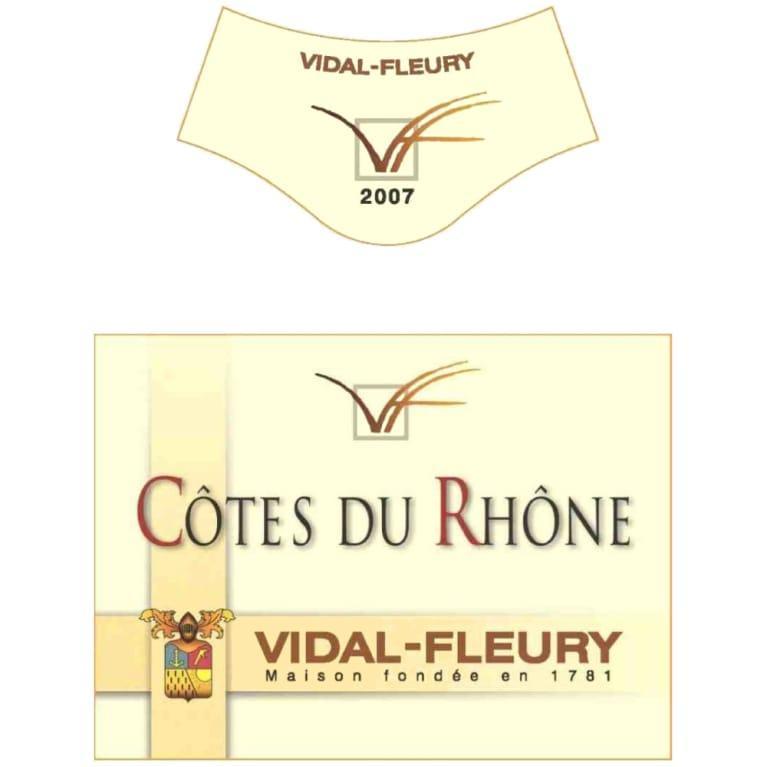 VIDAL-FLEURY
2007
CÔTES DU RHÔNE
VIDAL-FLEURY
Maison fondée en 1781